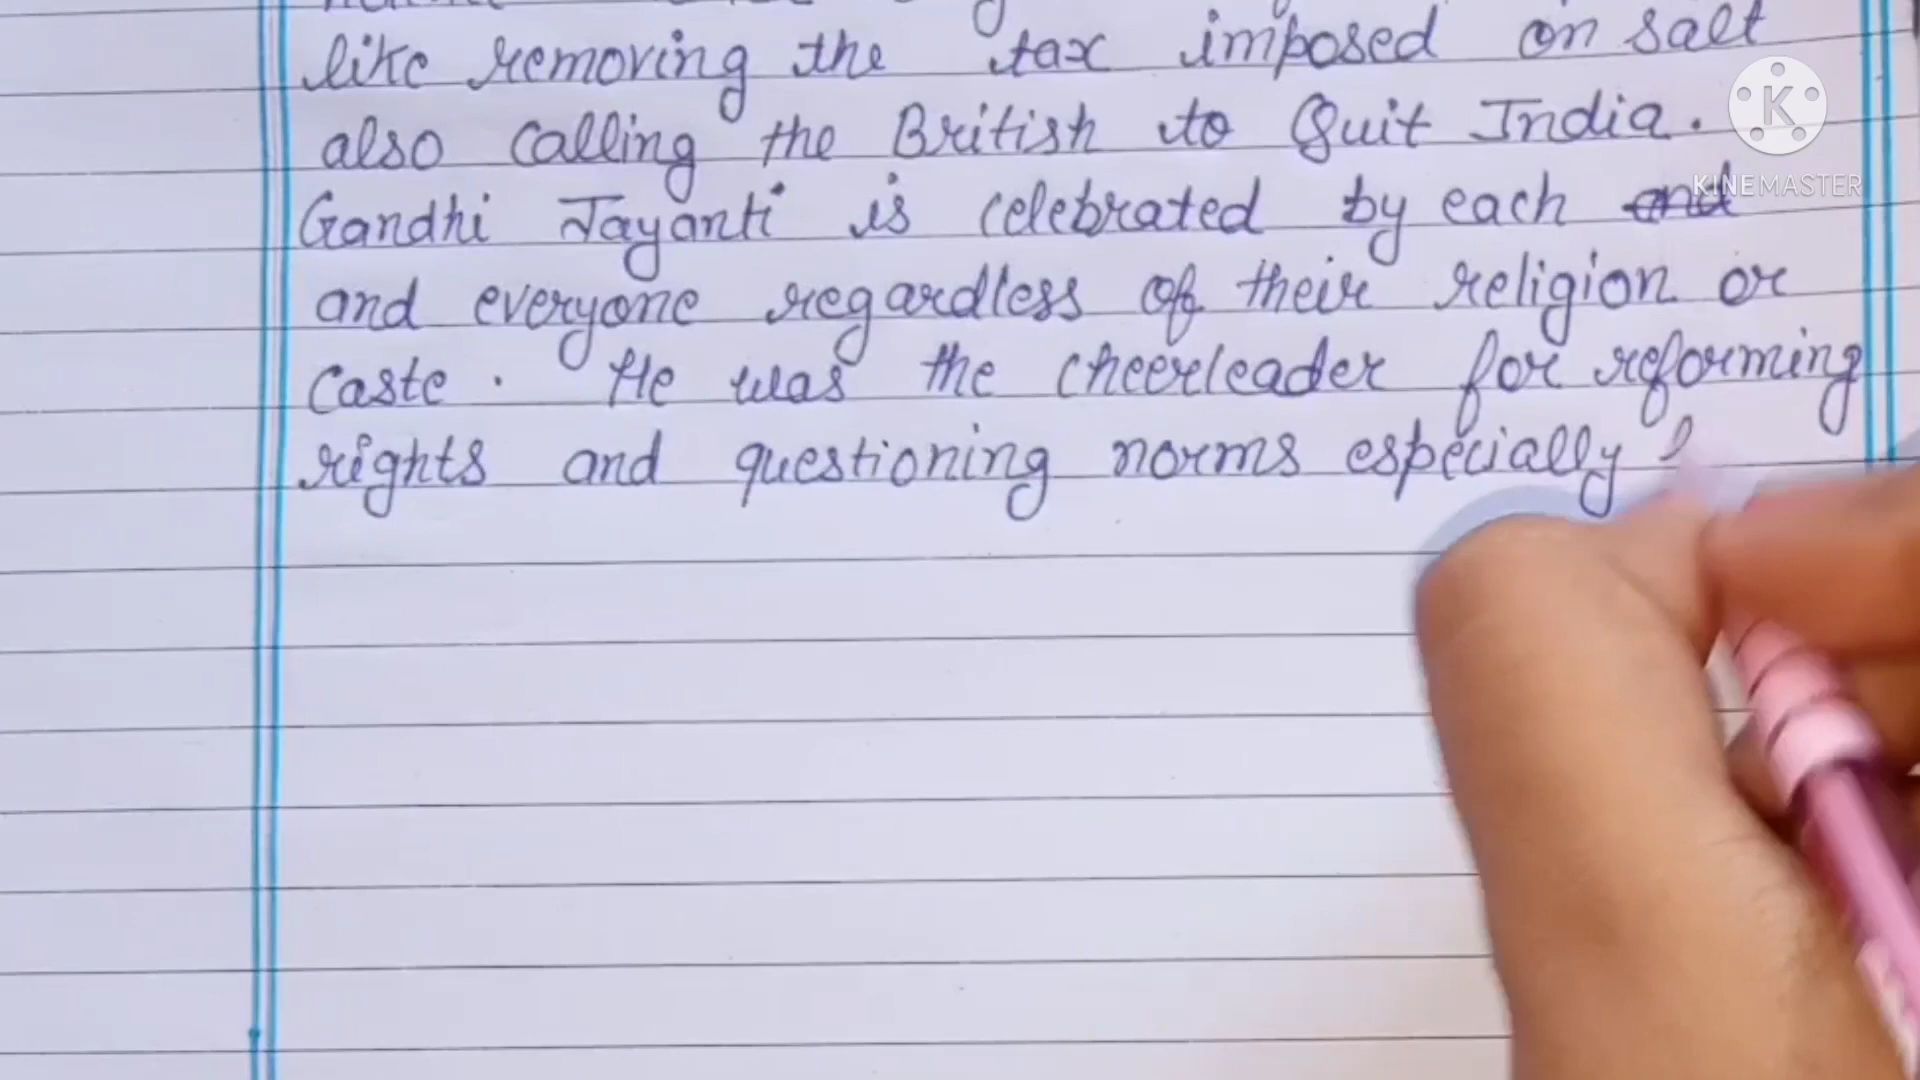 like removing the tax imposed on salt
also calling the British to Quit India.
Gandhi Jayanti is celebrated by each and
and everyone regardless of their religion or
caste. He was the cheerleader for reforming
rights and questioning norms especially
K
KINEMASTER